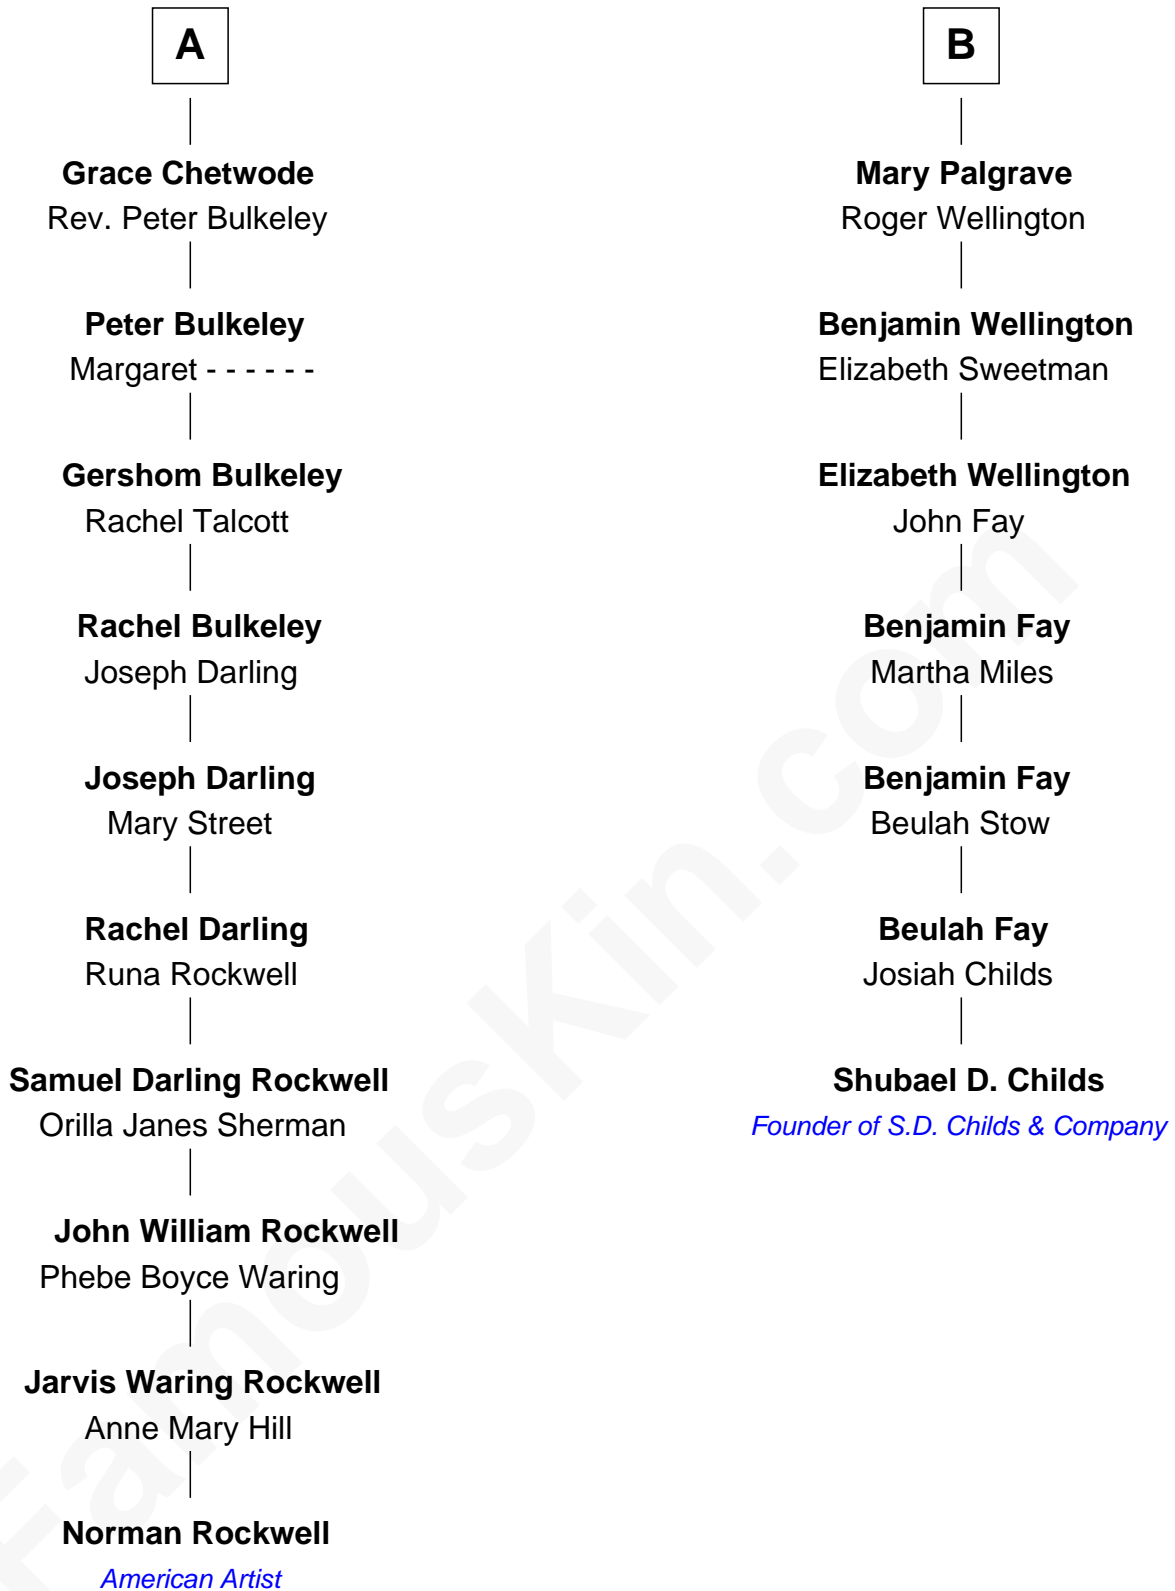 A
Grace Chetwode
Rev. Peter Bulkeley
Peter Bulkeley
Margaret - - - - - -
Gershom Bulkeley
Rachel Talcott
Rachel Bulkeley
Joseph Darling
Joseph Darling
Mary Street
Rachel Darling
Runa Rockwell
Samuel Darling Rockwell
Orilla Janes Sherman
John William Rockwell
Phebe Boyce Waring
Jarvis Waring Rockwell
Anne Mary Hill
Norman Rockwell
American Artist
B
Mary Palgrave
Roger Wellington
Benjamin Wellington
Elizabeth Sweetman
Elizabeth Wellington
John Fay
Benjamin Fay
Martha Miles
Benjamin Fay
Beulah Stow
Beulah Fay
Josiah Childs
Shubael D. Childs
Founder of S.D. Childs & Company
FamousKin.com